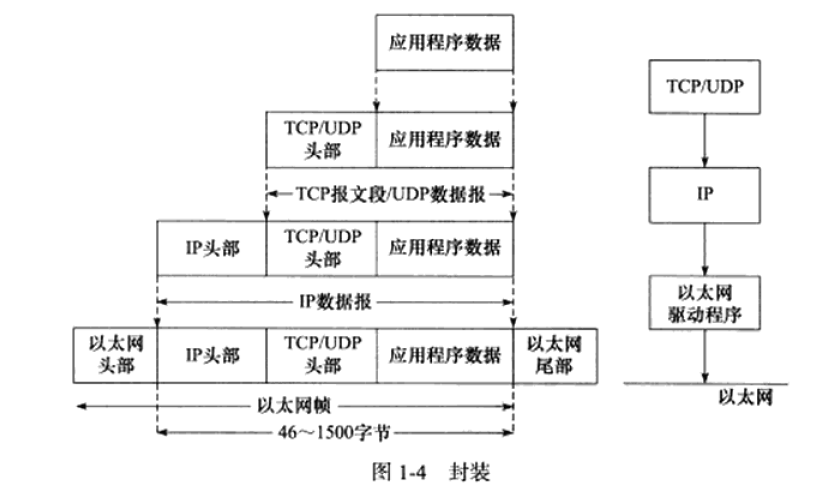 应用程序数据
TCP/UDP
头部
应用程序数据
TCP报文段/UDP数据报
IP头部
TCP/UDP
头部
应用程序数据
IP数据报
以太网
头部
IP头部
TCP/UDP
头部
应用程序数据
以太网
尾部
以太网帧
46～1500字节
TCP/UDP
IP
以太网
驱动程序
以太网
图 1-4 封装